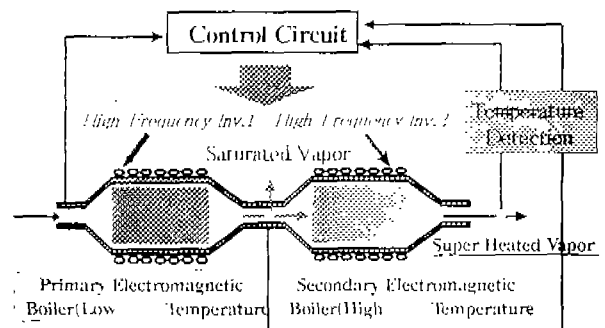 Control Circuit
High Frequency Inv.1 High Frequency Inv.2
Temperature
Detection
Saturated Vapor
Super Heated Vapor
Primary Electromagnetic
Boiler(Low Temperature
Secondary Electromagnetic
Boiler(High Temperature